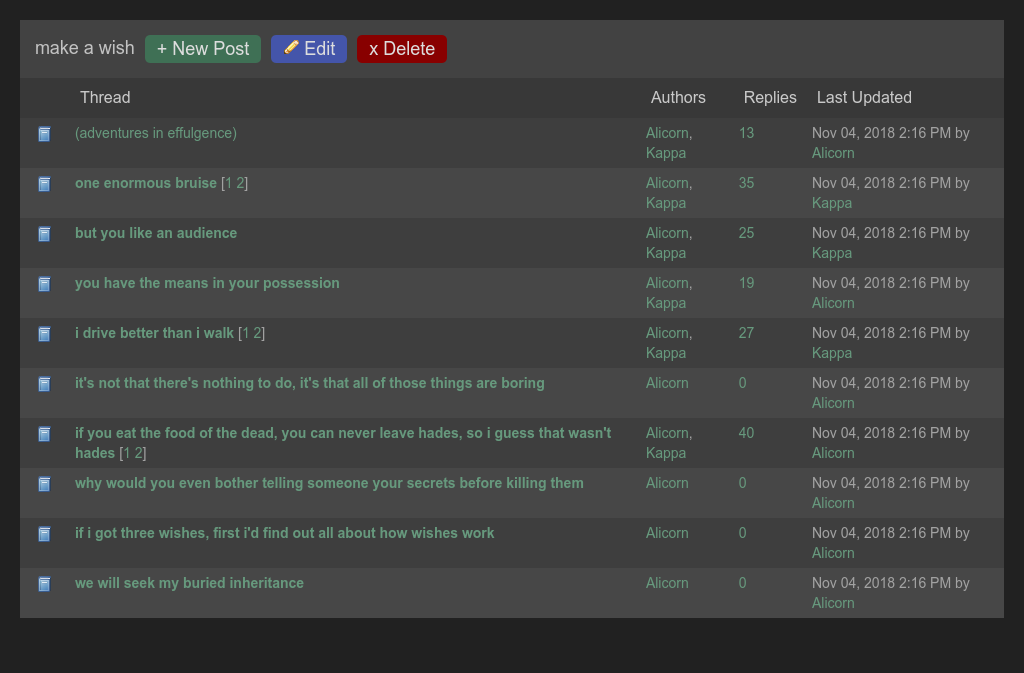 make a wish + New Post Edit x Delete
Thread Authors Replies Last Updated
(adventures in effulgence) Alicorn, 13 Nov 04, 2018 2:16 PM by
Kappa Alicorn
one enormous bruise [1 2] Alicorn, 35 Nov 04, 2018 2:16 PM by
Kappa Kappa
but you like an audience Alicorn, 25 Nov 04, 2018 2:16 PM by
Kappa Kappa
you have the means in your possession Alicorn, 19 Nov 04, 2018 2:16 PM by
Kappa Alicorn
i drive better than i walk [1 2] Alicorn, 27 Nov 04, 2018 2:16 PM by
Kappa Kappa
it's not that there's nothing to do, it's that all of those things are boring Alicorn 0 Nov 04, 2018 2:16 PM by
Alicorn
if you eat the food of the dead, you can never leave hades, so i guess that wasn't Alicorn, 40 Nov 04, 2018 2:16 PM by
hades [1 2] Kappa Alicorn
why would you even bother telling someone your secrets before killing them Alicorn 0 Nov 04, 2018 2:16 PM by
Alicorn
if i got three wishes, first i'd find out all about how wishes work Alicorn 0 Nov 04, 2018 2:16 PM by
Alicorn
we will seek my buried inheritance Alicorn 0 Nov 04, 2018 2:16 PM by
Alicorn